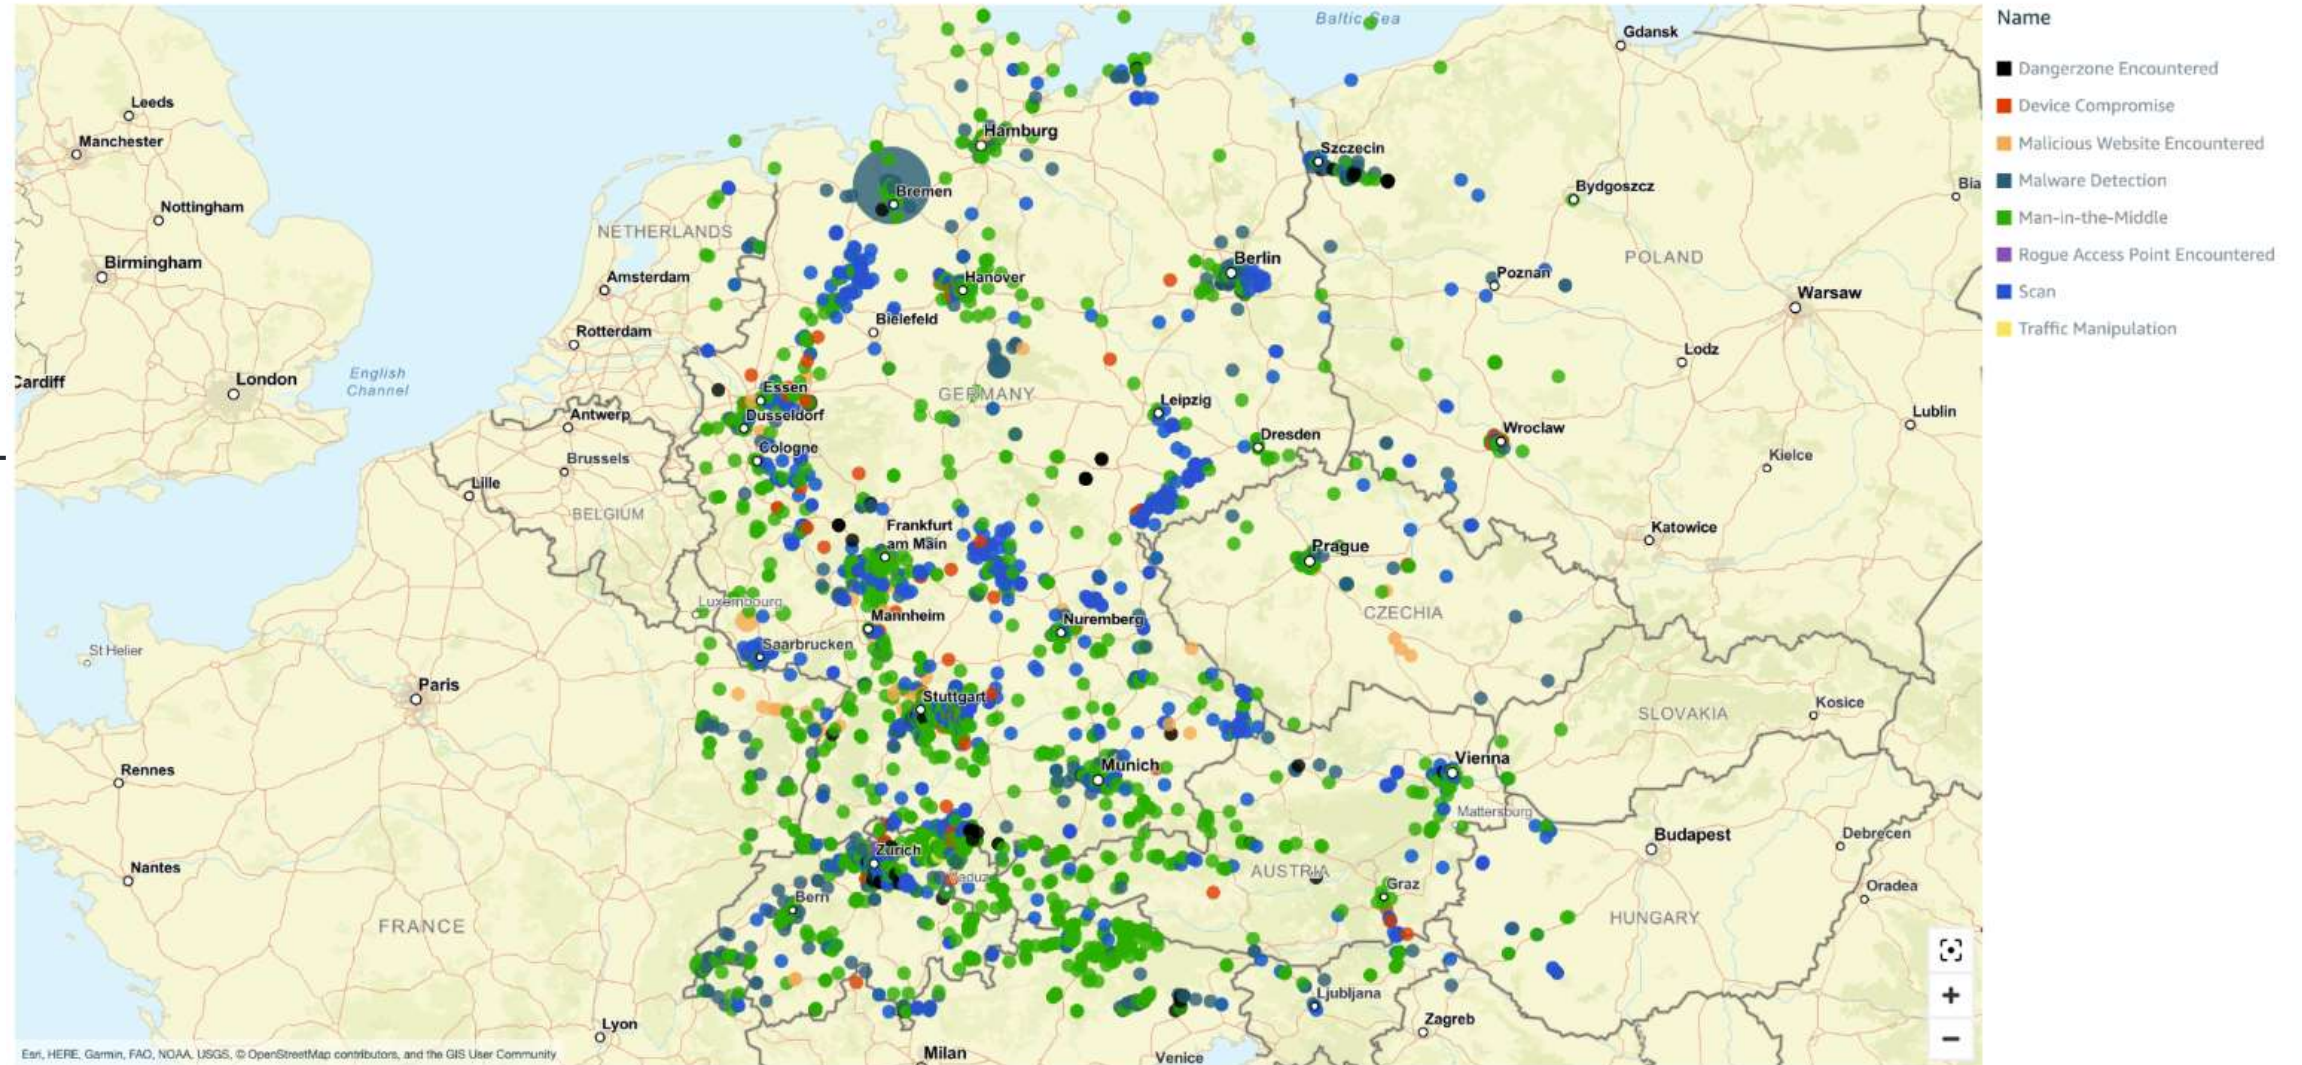 Baltic Sea
Gdansk
Leeds
Manchester
Hamburg
Szczecin
Bremen
Bydgoszcz
Bia
Nottingham
NETHERLANDS
Birmingham
Amsterdam
Hanover
Berlin
POLAND
Poznan
Warsaw
Rotterdam
Bielefeld
Lodz
Cardiff
London
English
Channel
Essen
GERMANY
Antwerp
Dusseldorf
Leipzig
Lublin
Brussels
Cologne
Dresden
Wroclaw
Kielce
Lille
BELGIUM
Frankfurt
am Main
Katowice
Prague
Luxembourg
Mannheim
Nuremberg
CZECHIA
St Helier
Saarbrucken
Paris
Stuttgart
SLOVAKIA
Kosice
Rennes
Munich
Vienna
Mattersburg
Budapest
Debrecen
Nantes
Zurich
AUSTRIA
Vaduz
Graz
Oradea
Bern
FRANCE
HUNGARY
Ljubljana
Lyon
Zagreb
Milan
Venice
Esri, HERE, Garmin, FAO, NOAA, USGS, © OpenStreetMap contributors, and the GIS User Community
+
−
Name
Dangerzone Encountered
Device Compromise
Malicious Website Encountered
Malware Detection
Man-in-the-Middle
Rogue Access Point Encountered
Scan
Traffic Manipulation